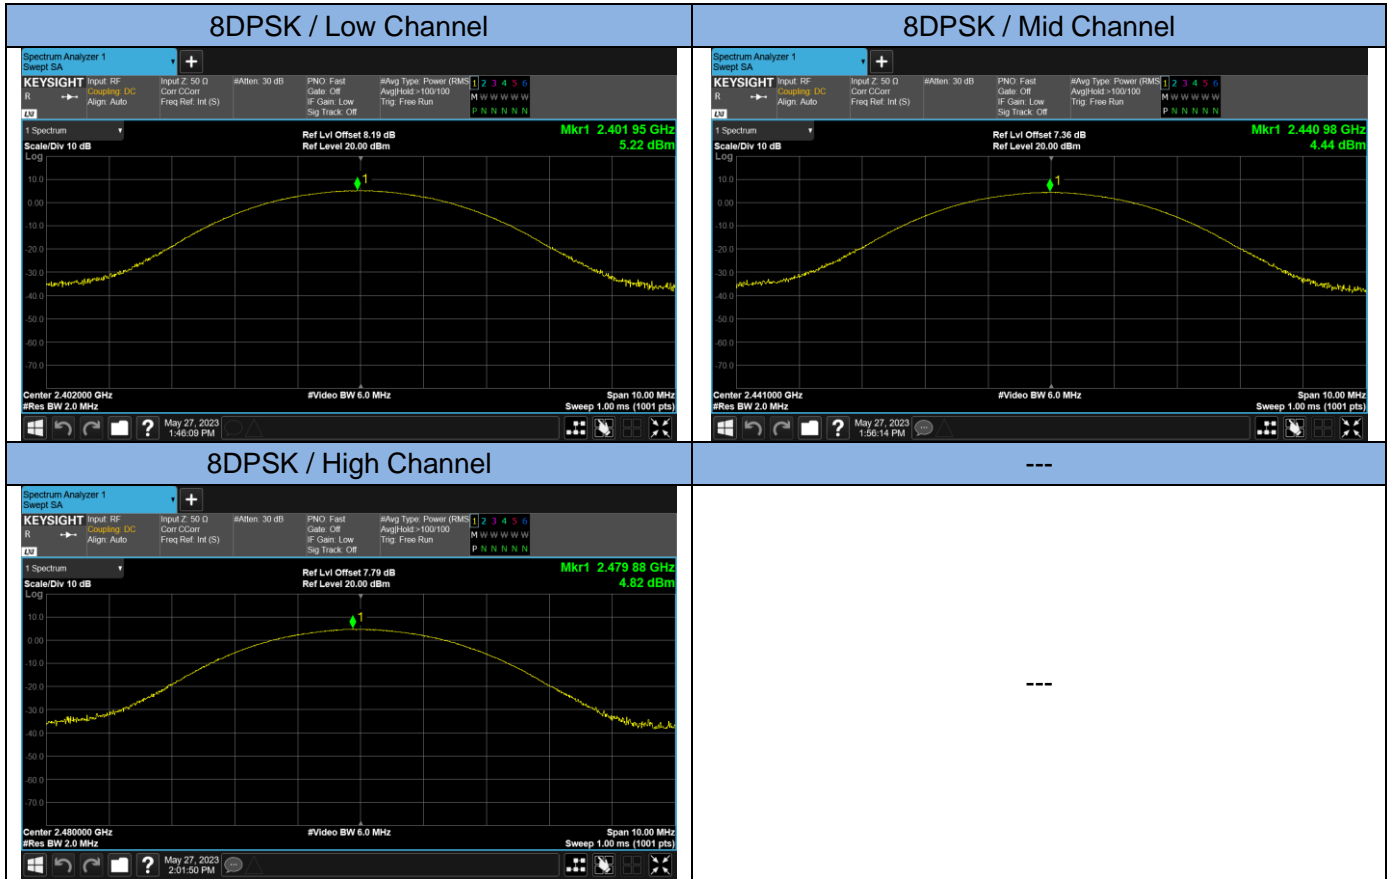 8DPSK / Low Channel
Spectrum Analyzer 1
Swept SA
KEYSIGHT
R
LXI
Input: RF
Coupling: DC
Align: Auto
Input Z: 50 Ω
Corr CCorr
Freq Ref: Int (S)
#Atten: 30 dB
PNO: Fast
Gate: Off
IF Gain: Low
Sig Track: Off
#Avg Type: Power (RMS
Avg|Hold:>100/100
Trig: Free Run
1 2 3 4 5 6
M W W W W W
P N N N N N
1 Spectrum
Scale/Div 10 dB
Log
Ref Lvl Offset 8.19 dB
Ref Level 20.00 dBm
Mkr1 2.401 95 GHz
5.22 dBm
1
10.0
0.00
-10.0
-20.0
-30.0
-40.0
-50.0
-60.0
-70.0
Center 2.402000 GHz
#Res BW 2.0 MHz
#Video BW 6.0 MHz
Span 10.00 MHz
Sweep 1.00 ms (1001 pts)
?
May 27, 2023
1:46:09 PM
8DPSK / Mid Channel
Spectrum Analyzer 1
Swept SA
KEYSIGHT
R
LXI
Input: RF
Coupling: DC
Align: Auto
Input Z: 50 Ω
Corr CCorr
Freq Ref: Int (S)
#Atten: 30 dB
PNO: Fast
Gate: Off
IF Gain: Low
Sig Track: Off
#Avg Type: Power (RMS
Avg|Hold:>100/100
Trig: Free Run
1 2 3 4 5 6
M W W W W W
P N N N N N
1 Spectrum
Scale/Div 10 dB
Log
Ref Lvl Offset 7.36 dB
Ref Level 20.00 dBm
Mkr1 2.440 98 GHz
4.44 dBm
1
10.0
0.00
-10.0
-20.0
-30.0
-40.0
-50.0
-60.0
-70.0
Center 2.441000 GHz
#Res BW 2.0 MHz
#Video BW 6.0 MHz
Span 10.00 MHz
Sweep 1.00 ms (1001 pts)
?
May 27, 2023
1:56:14 PM
8DPSK / High Channel
Spectrum Analyzer 1
Swept SA
KEYSIGHT
R
LXI
Input: RF
Coupling: DC
Align: Auto
Input Z: 50 Ω
Corr CCorr
Freq Ref: Int (S)
#Atten: 30 dB
PNO: Fast
Gate: Off
IF Gain: Low
Sig Track: Off
#Avg Type: Power (RMS
Avg|Hold:>100/100
Trig: Free Run
1 2 3 4 5 6
M W W W W W
P N N N N N
1 Spectrum
Scale/Div 10 dB
Log
Ref Lvl Offset 7.79 dB
Ref Level 20.00 dBm
Mkr1 2.479 88 GHz
4.82 dBm
1
10.0
0.00
-10.0
-20.0
-30.0
-40.0
-50.0
-60.0
-70.0
Center 2.480000 GHz
#Res BW 2.0 MHz
#Video BW 6.0 MHz
Span 10.00 MHz
Sweep 1.00 ms (1001 pts)
?
May 27, 2023
2:01:50 PM
---
---